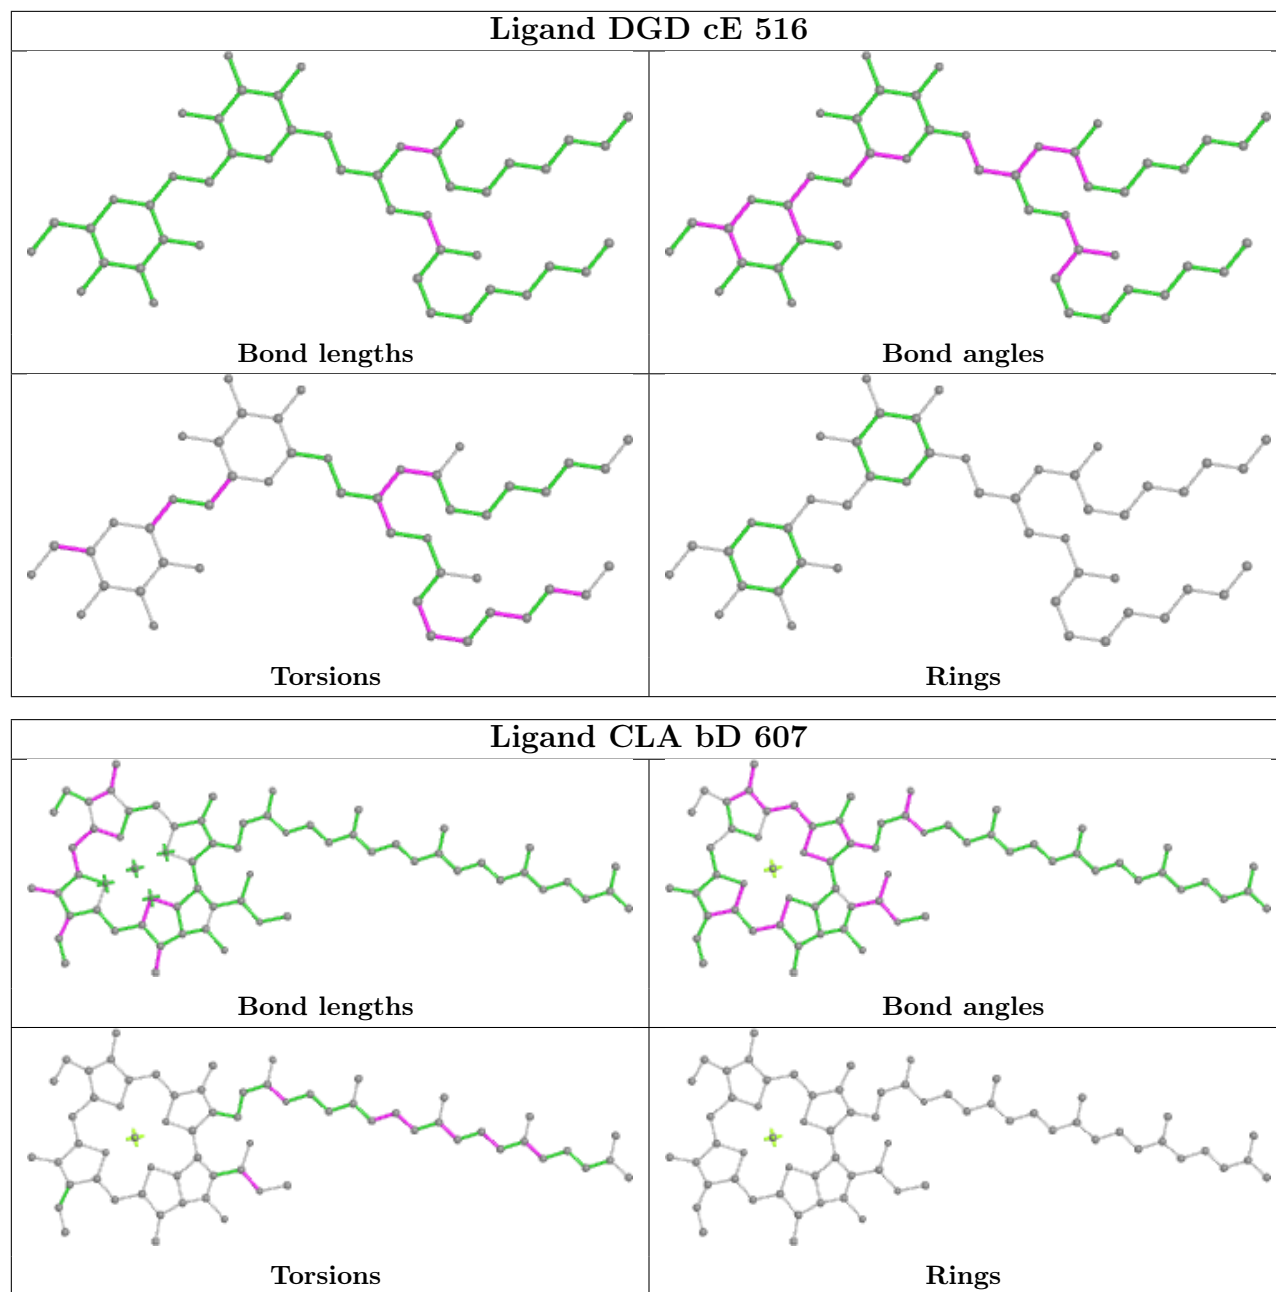 Ligand DGD cE 516
Bond lengths
Bond angles
Torsions
Rings
Ligand CLA bD 607
Bond lengths
Bond angles
Torsions
Rings